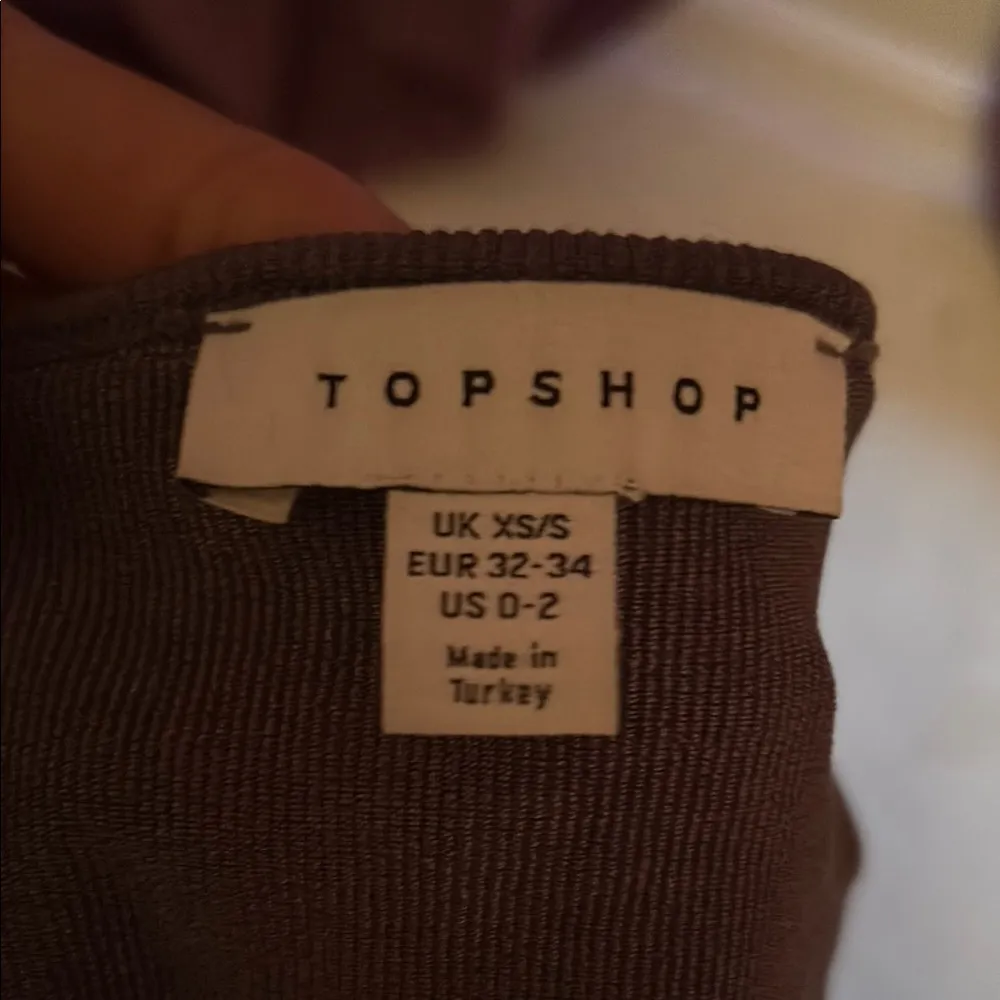 TOPSHOP
UK XS/S
EUR 32-34
US 0-2
Made in
Turkey